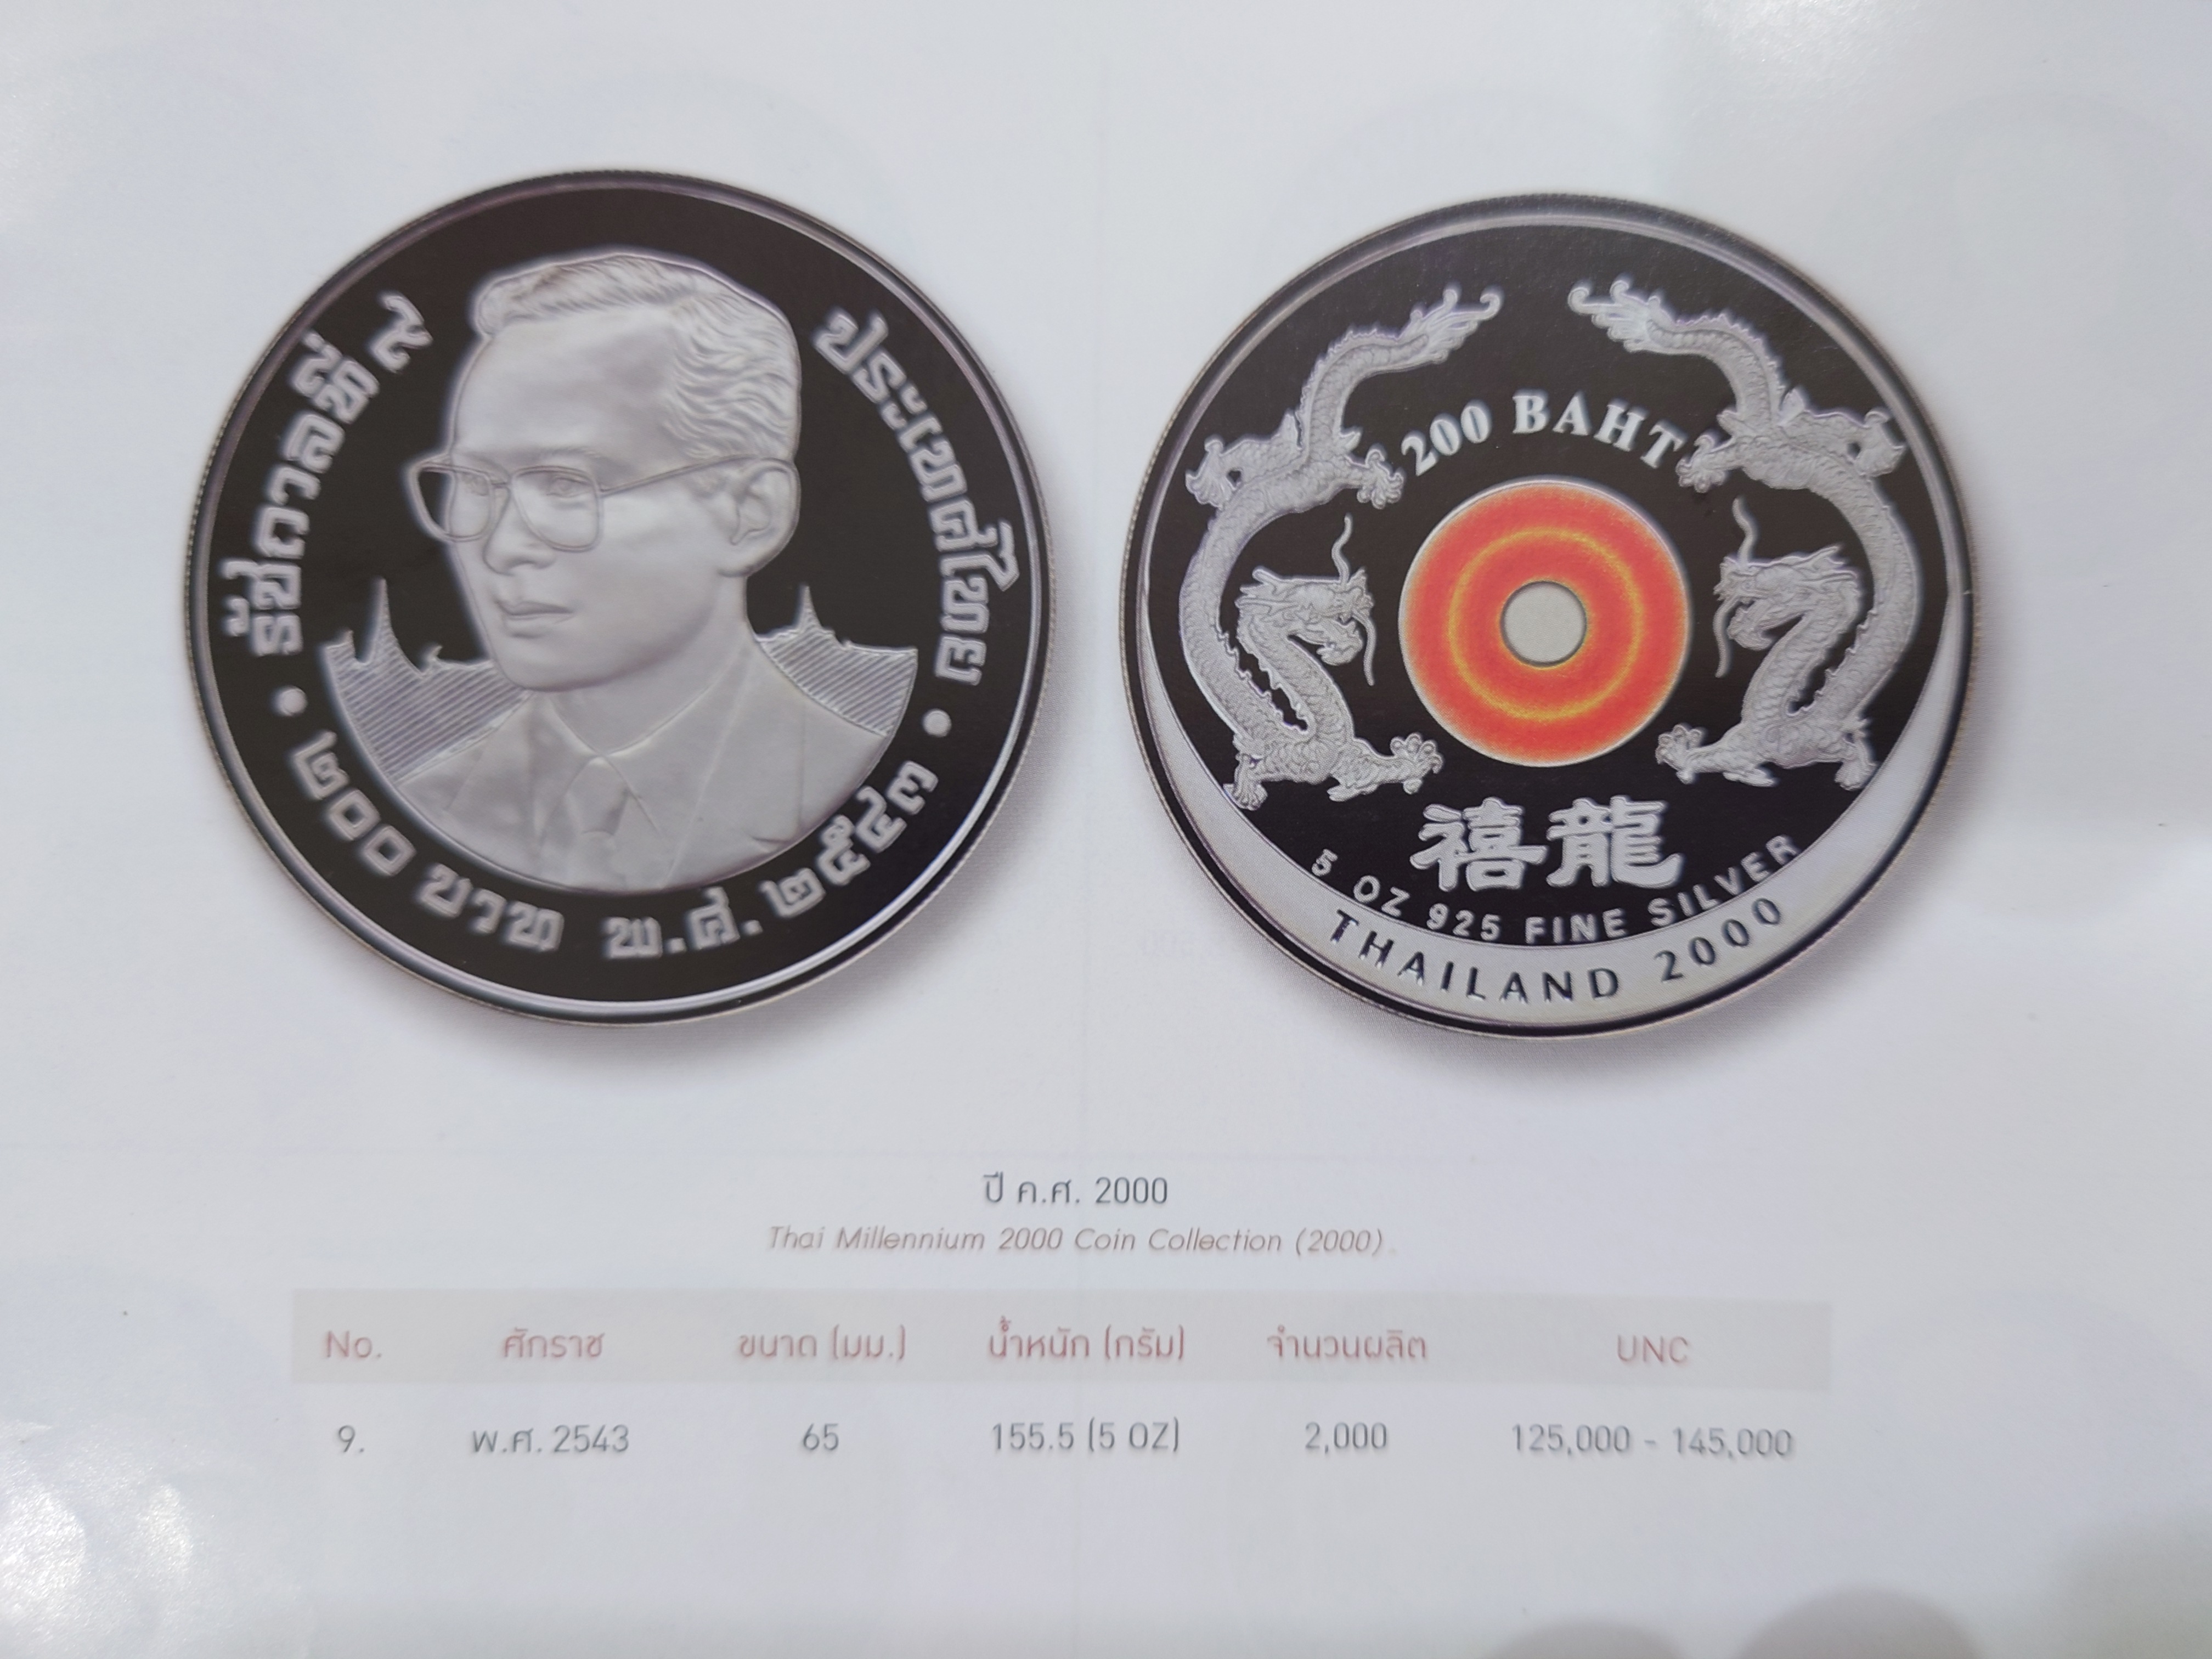 รัชกาลที่ ๙
ประเทศไทย
๒๐๐ บาท พ.ศ. ๒๕๔๓
200 BAHT
禧龍
5 OZ 925 FINE SILVER
THAILAND 2000
ปี ค.ศ. 2000
Thai Millennium 2000 Coin Collection (2000)
No. ศักราช ขนาด (มม.) น้ำหนัก (กรัม) จำนวนผลิต UNC
9. พ.ศ. 2543 65 155.5 (5 OZ) 2,000 125,000 - 145,000